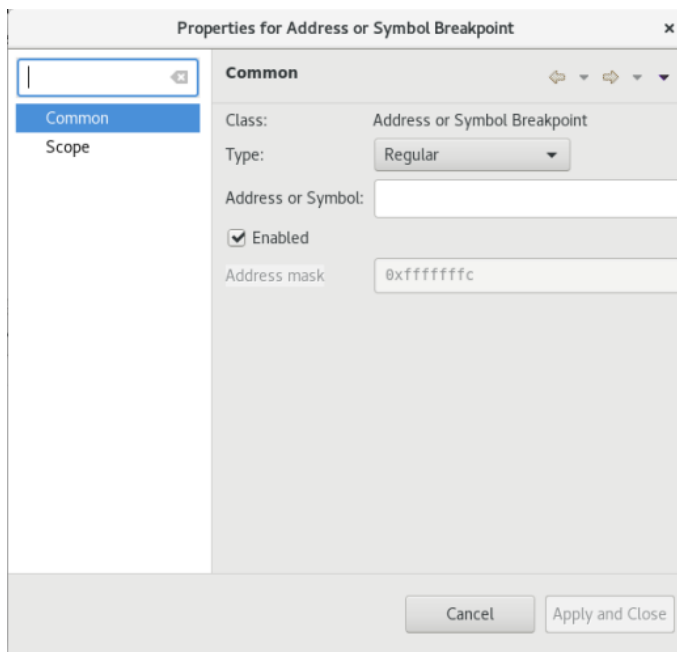 Properties for Address or Symbol Breakpoint
Common
Common
Scope
Class: Address or Symbol Breakpoint
Type: Regular
Address or Symbol:
Enabled
Address mask 0xfffffffc
Cancel Apply and Close